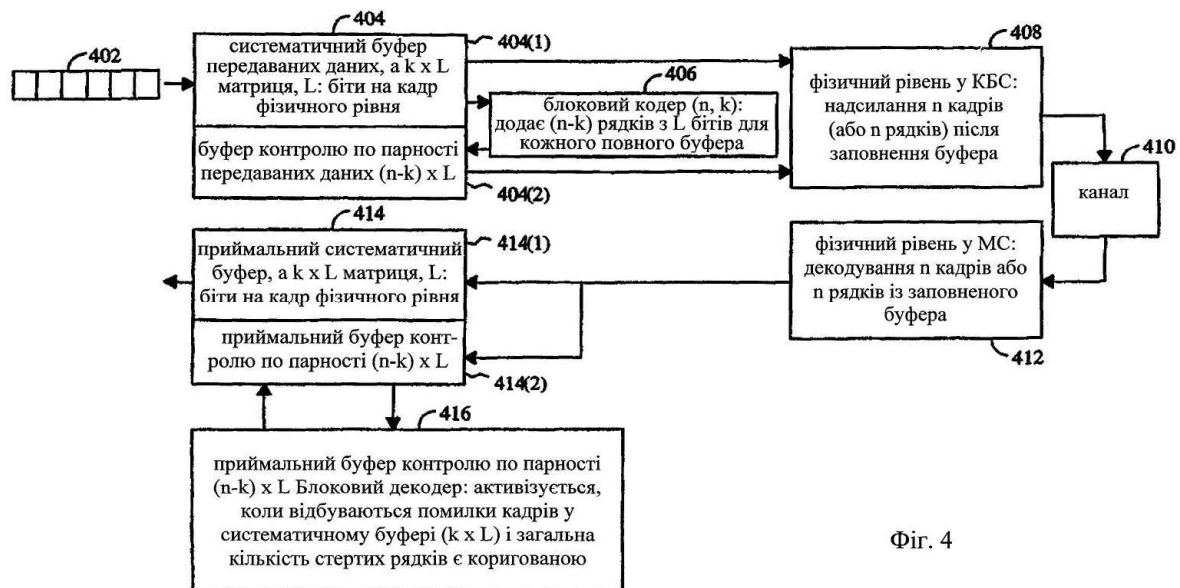 404
систематичний буфер
передаваних даних, a k x L
матриця, L: біти на кадр
фізичного рівня
404(1)
402
406
блоковий кодер (n, k):
додає (n-k) рядків з L бітів для
кожного повного буфера
буфер контролю по парності
передаваних даних (n-k) x L
404(2)
408
фізичний рівень у КБС:
надсилання n кадрів
(або n рядків) після
заповнення буфера
410
канал
414
приймальний систематичний
буфер, a k x L матриця, L:
біти на кадр фізичного рівня
414(1)
приймальний буфер конт-
ролю по парності (n-k) x L
414(2)
фізичний рівень у МС:
декодування n кадрів або
n рядків із заповненого
буфера
412
416
приймальний буфер контролю по парності
(n-k) x L Блоковий декодер: активізується,
коли відбуваються помилки кадрів у
систематичному буфері (k x L) і загальна
кількість стертих рядків є коригованою
Фіг. 4